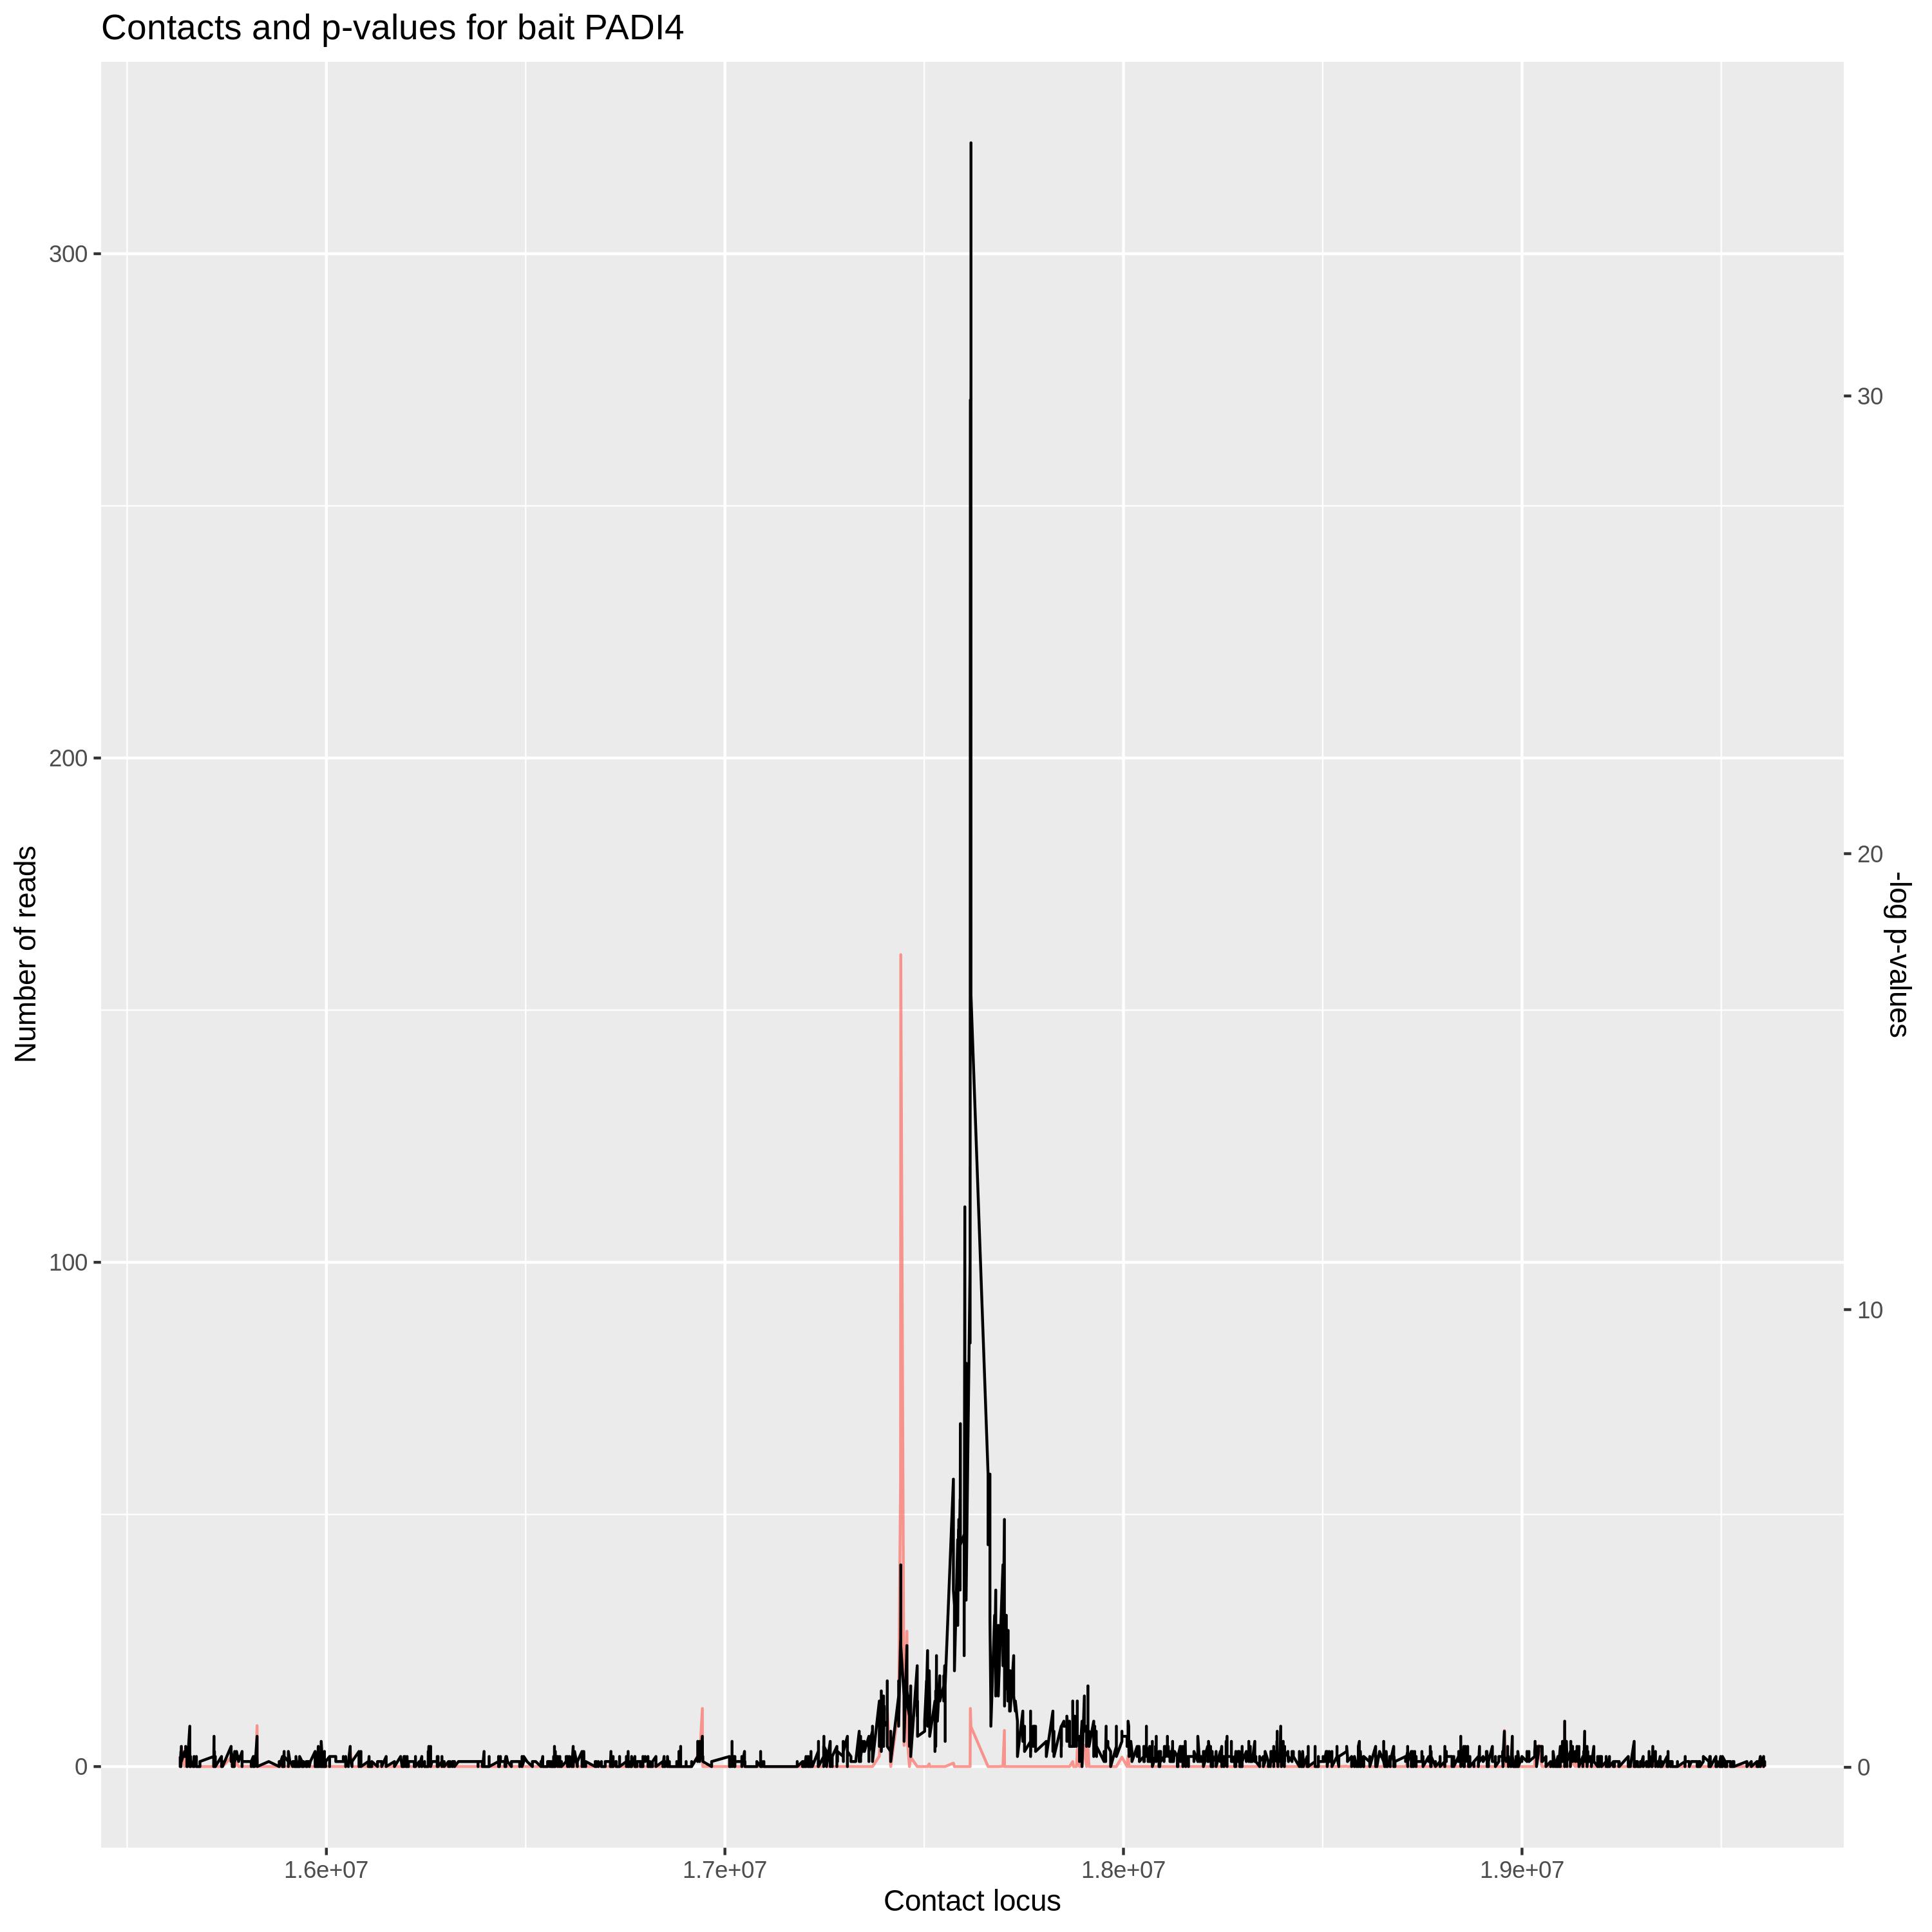 Contacts and p-values for bait PADI4
300
200
100
0
Number of reads
30
20
10
0
-log p-values
1.6e+07 1.7e+07 1.8e+07 1.9e+07
Contact locus